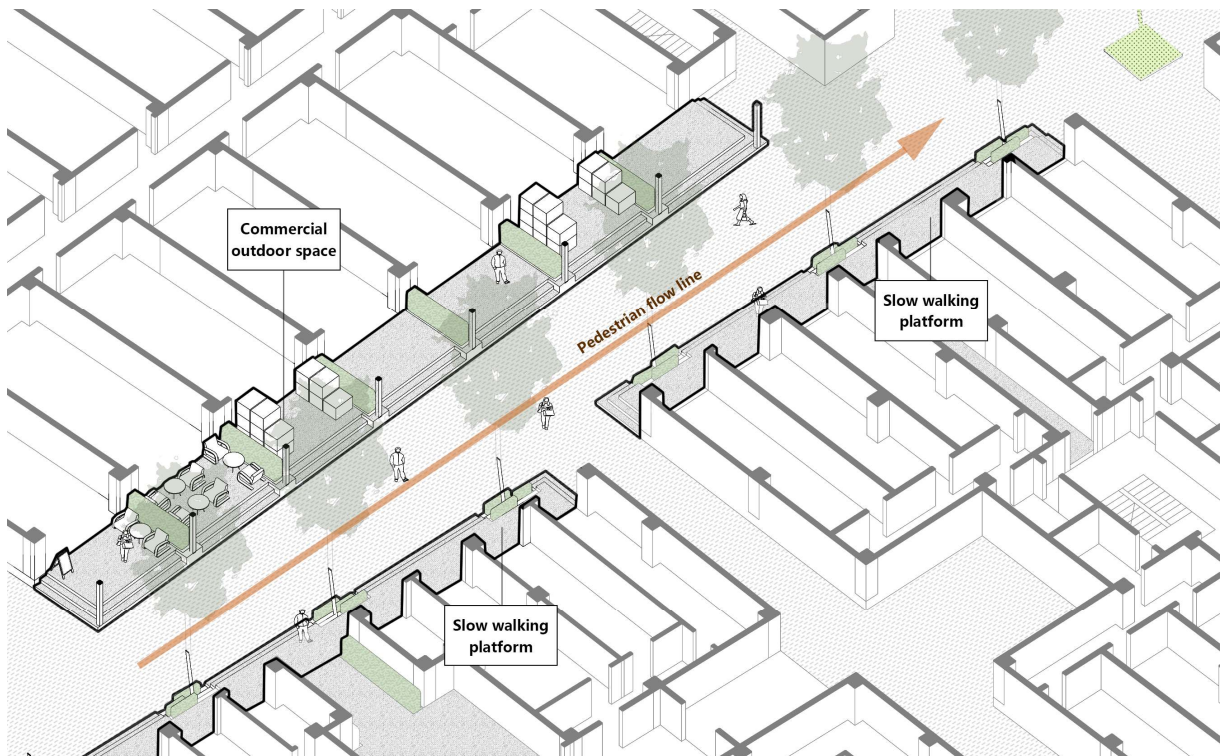 Commercial
outdoor space
Pedestrian flow line
Slow walking
platform
Slow walking
platform